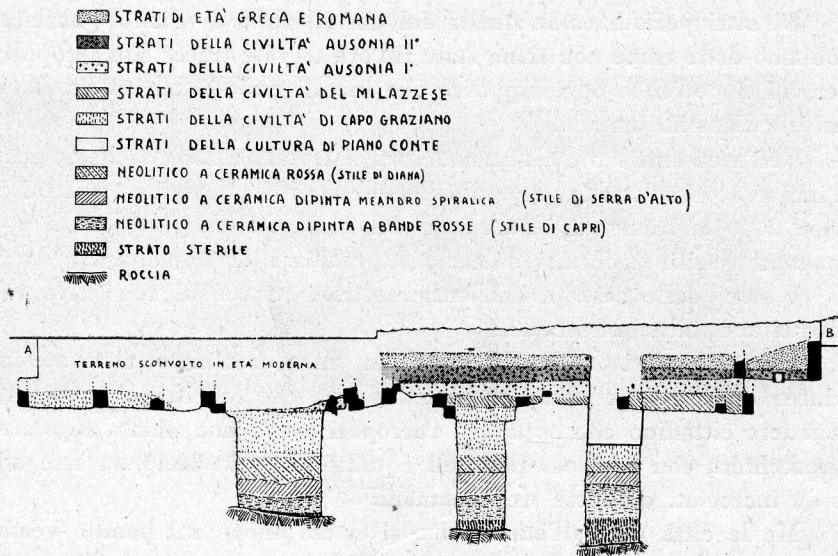 STRATI DI ETA' GRECA E ROMANA
STRATI DELLA CIVILTA' AUSONIA II°
STRATI DELLA CIVILTA' AUSONIA I°
STRATI DELLA CIVILTA' DEL MILAZZESE
STRATI DELLA CIVILTA' DI CAPO GRAZIANO
STRATI DELLA CULTURA DI PIANO CONTE
NEOLITICO A CERAMICA ROSSA (STILE DI DIANA)
NEOLITICO A CERAMICA DIPINTA MEANDRO SPIRALICA (STILE DI SERRA D'ALTO)
NEOLITICO A CERAMICA DIPINTA A BANDE ROSSE (STILE DI CAPRI)
STRATO STERILE
ROCCIA
A
B
TERRENO SCONVOLTO IN ETA' MODERNA